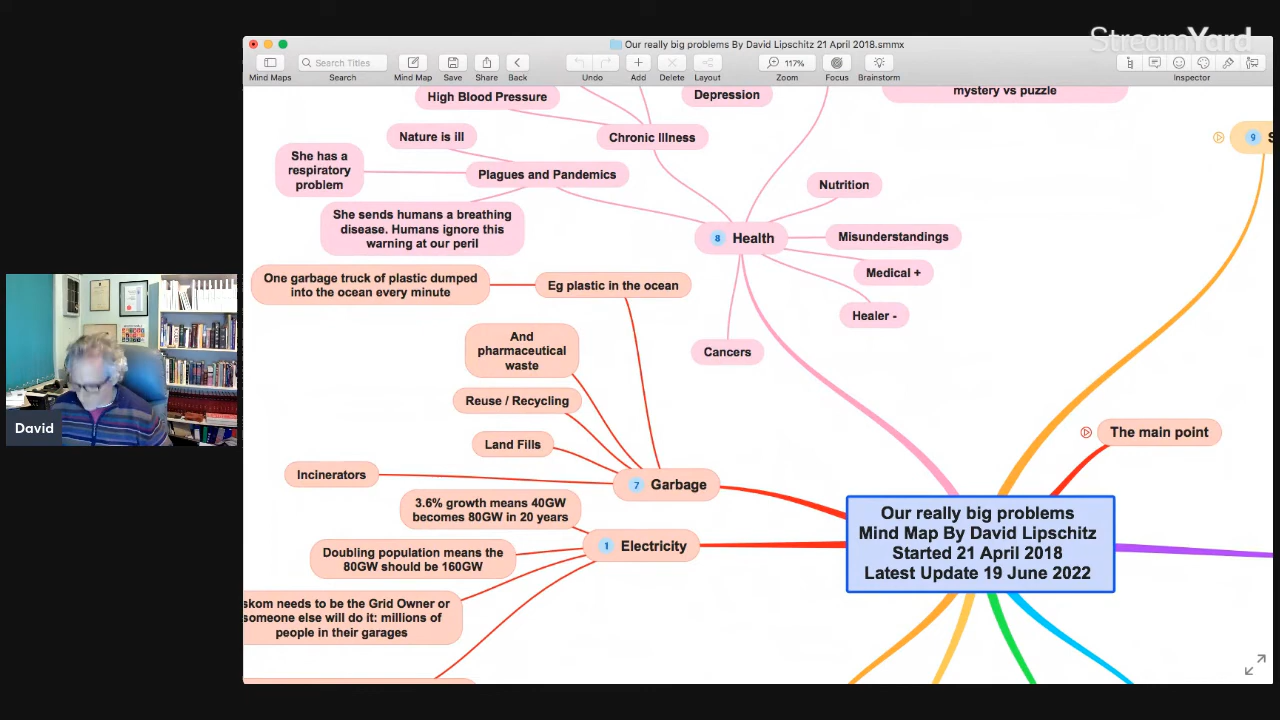 StreamYard
Our really big problems By David Lipschitz 21 April 2018.smmx
Search Titles
117%
Mind Maps
Search
Mind Map
Save
Share
Back
Undo
Add
Delete
Layout
Zoom
Focus
Brainstorm
Inspector
High Blood Pressure
Depression
mystery vs puzzle
Nature is ill
Chronic Illness
9
She has a
respiratory
problem
Plagues and Pandemics
Nutrition
She sends humans a breathing
disease. Humans ignore this
warning at our peril
8 Health
Misunderstandings
Medical +
Healer -
Cancers
One garbage truck of plastic dumped
into the ocean every minute
Eg plastic in the ocean
And
pharmaceutical
waste
Reuse / Recycling
Land Fills
Incinerators
7 Garbage
The main point
3.6% growth means 40GW
becomes 80GW in 20 years
1 Electricity
Doubling population means the
80GW should be 160GW
skom needs to be the Grid Owner or
someone else will do it: millions of
people in their garages
Our really big problems
Mind Map By David Lipschitz
Started 21 April 2018
Latest Update 19 June 2022
David